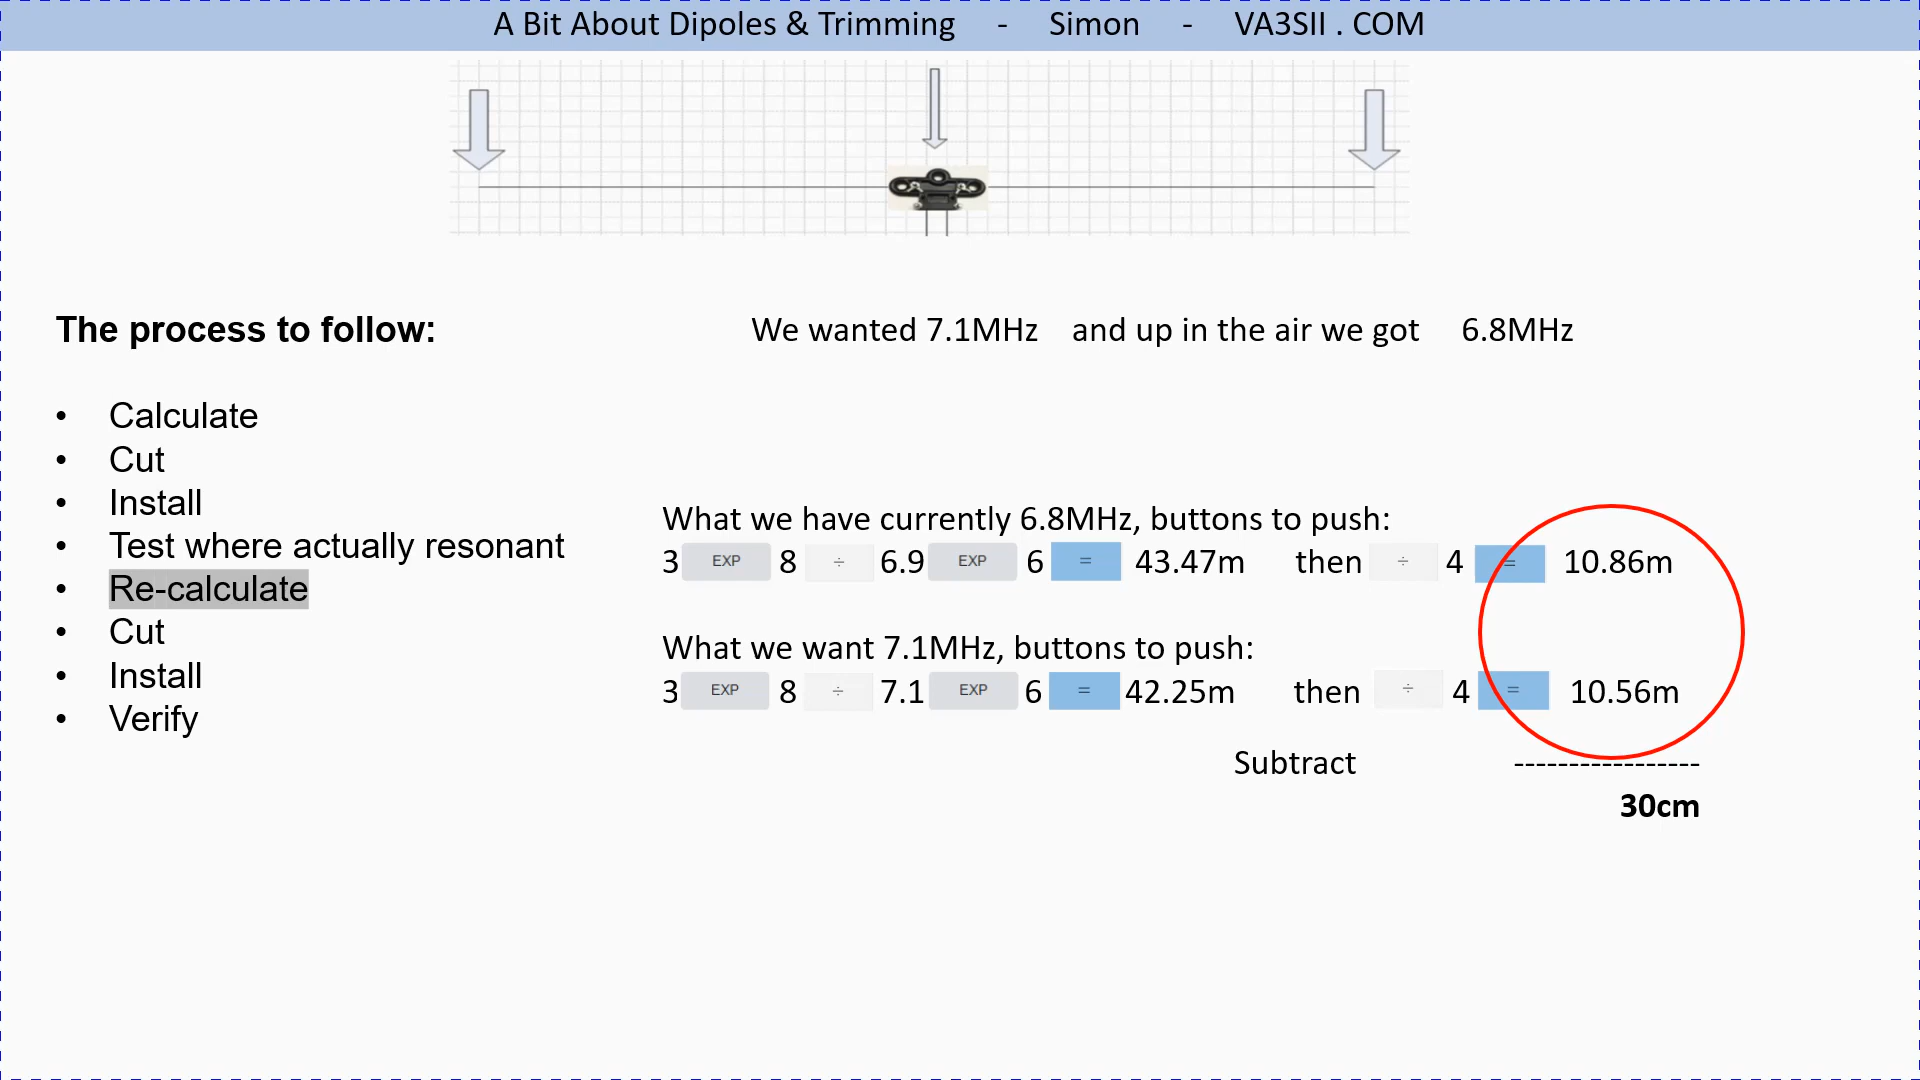 A Bit About Dipoles & Trimming - Simon - VA3SII . COM
The process to follow:
We wanted 7.1MHz and up in the air we got 6.8MHz
• Calculate
• Cut
• Install
• Test where actually resonant
• Re-calculate
• Cut
• Install
• Verify
What we have currently 6.8MHz, buttons to push:
3 EXP 8 ÷ 6.9 EXP 6 = 43.47m then ÷ 4 = 10.86m
What we want 7.1MHz, buttons to push:
3 EXP 8 ÷ 7.1 EXP 6 = 42.25m then ÷ 4 = 10.56m
Subtract -----------------
30cm